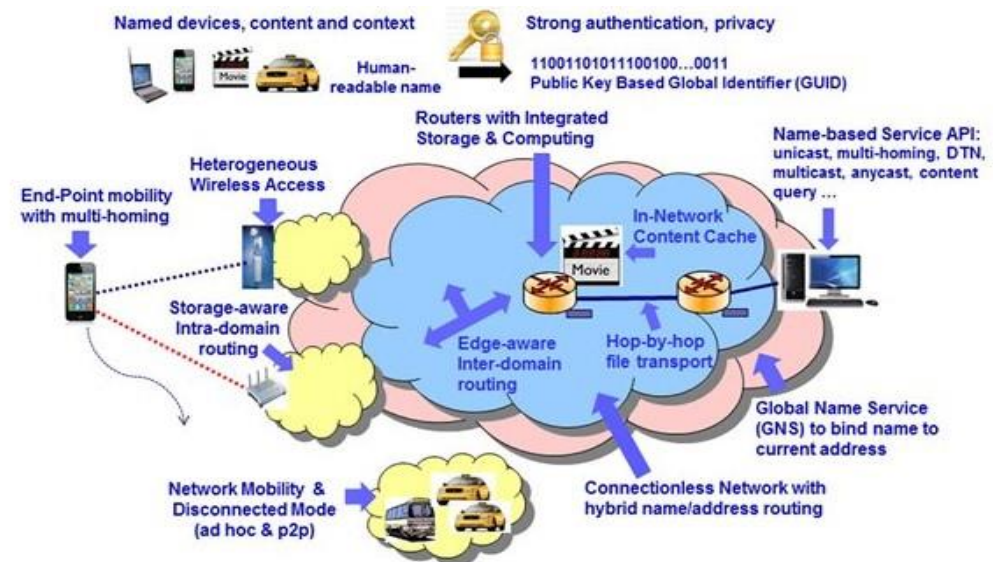 Named devices, content and context
Strong authentication, privacy
Movie
Human-
readable name
11001101011100100...0011
Public Key Based Global Identifier (GUID)
Routers with Integrated
Storage & Computing
Name-based Service API:
unicast, multi-homing, DTN,
multicast, anycast, content
query ...
Heterogeneous
Wireless Access
End-Point mobility
with multi-homing
In-Network
Content Cache
Movie
Storage-aware
Intra-domain
routing
Edge-aware
Inter-domain
routing
Hop-by-hop
file transport
Global Name Service
(GNS) to bind name to
current address
Network Mobility &
Disconnected Mode
(ad hoc & p2p)
Connectionless Network with
hybrid name/address routing